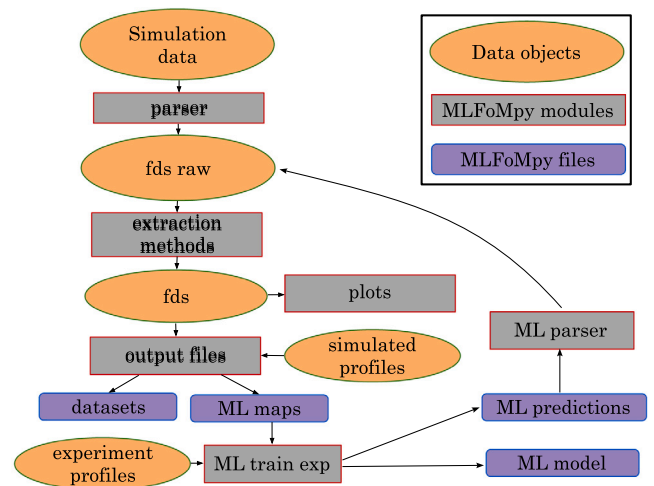 Simulation
data
Data objects
parser
MLFoMpy modules
MLFoMpy files
fds raw
extraction
methods
fds
plots
ML parser
output files
simulated
profiles
datasets
ML maps
ML predictions
experiment
profiles
ML train exp
ML model